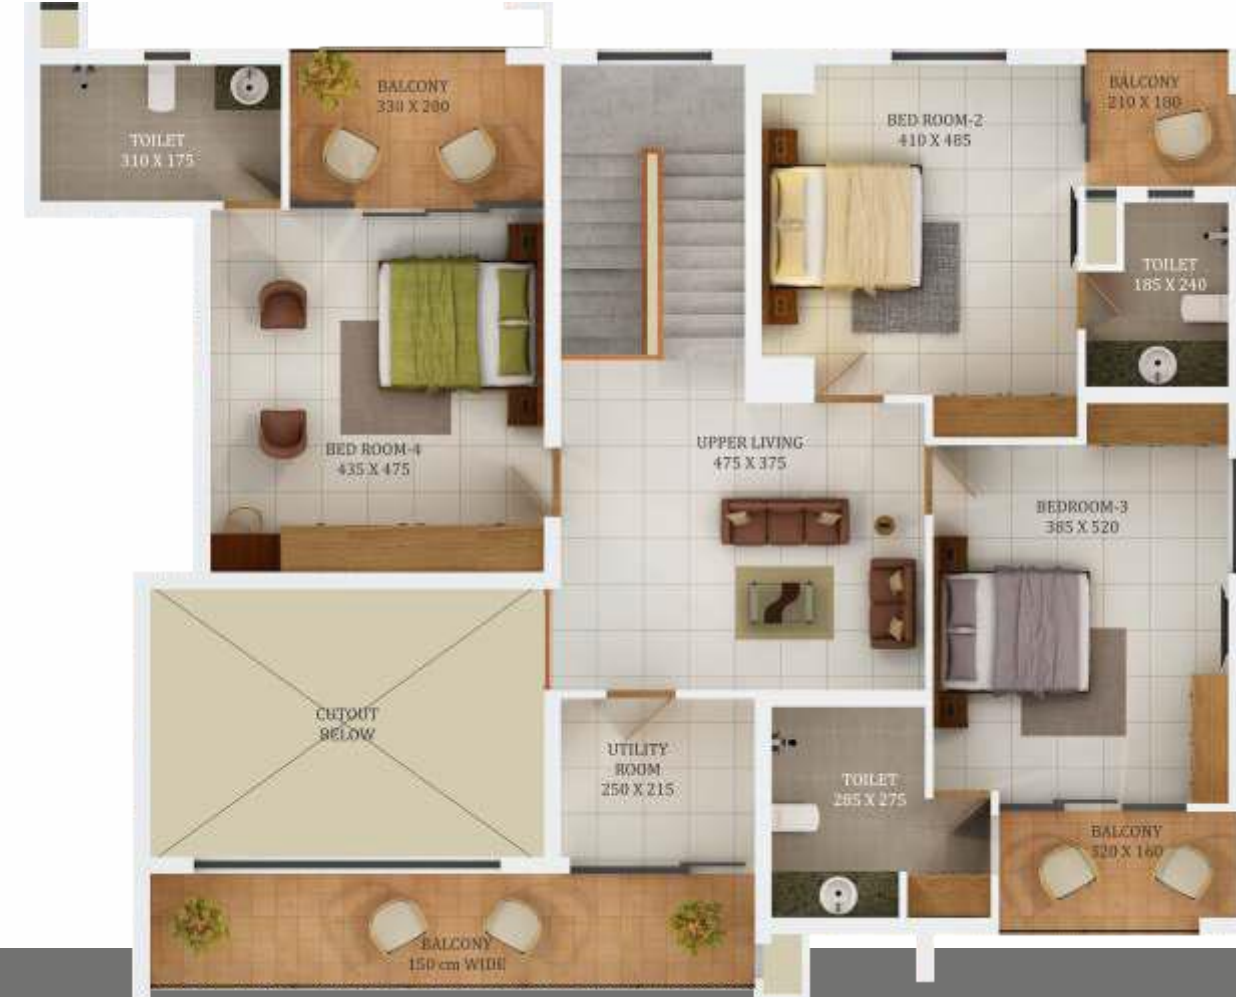 BALCONY
330 X 200
TOILET
310 X 175
BED ROOM-2
410 X 485
BALCONY
210 X 180
TOILET
185 X 240
BED ROOM-4
435 X 475
UPPER LIVING
475 X 375
BEDROOM-3
385 X 520
CUTOUT
BELOW
UTILITY
ROOM
250 X 215
TOILET
285 X 275
BALCONY
320 X 160
BALCONY
150 cm WIDE